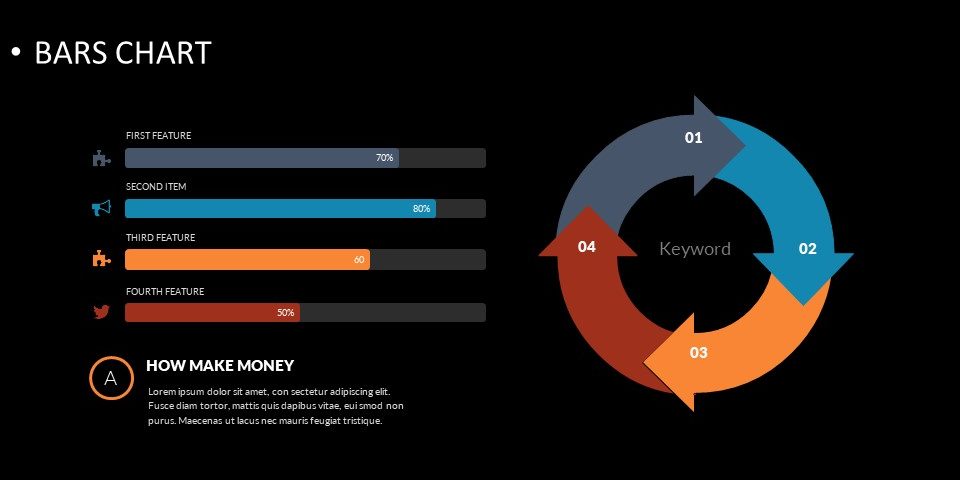 • BARS CHART
FIRST FEATURE
70%
SECOND ITEM
80%
THIRD FEATURE
60
FOURTH FEATURE
50%
A
HOW MAKE MONEY
Lorem ipsum dolor sit amet, con sectetur adipiscing elit.
Fusce diam tortor, mattis quis dapibus vitae, eui smod non
purus. Maecenas ut lacus nec mauris feugiat tristique.
01
02
03
04
Keyword